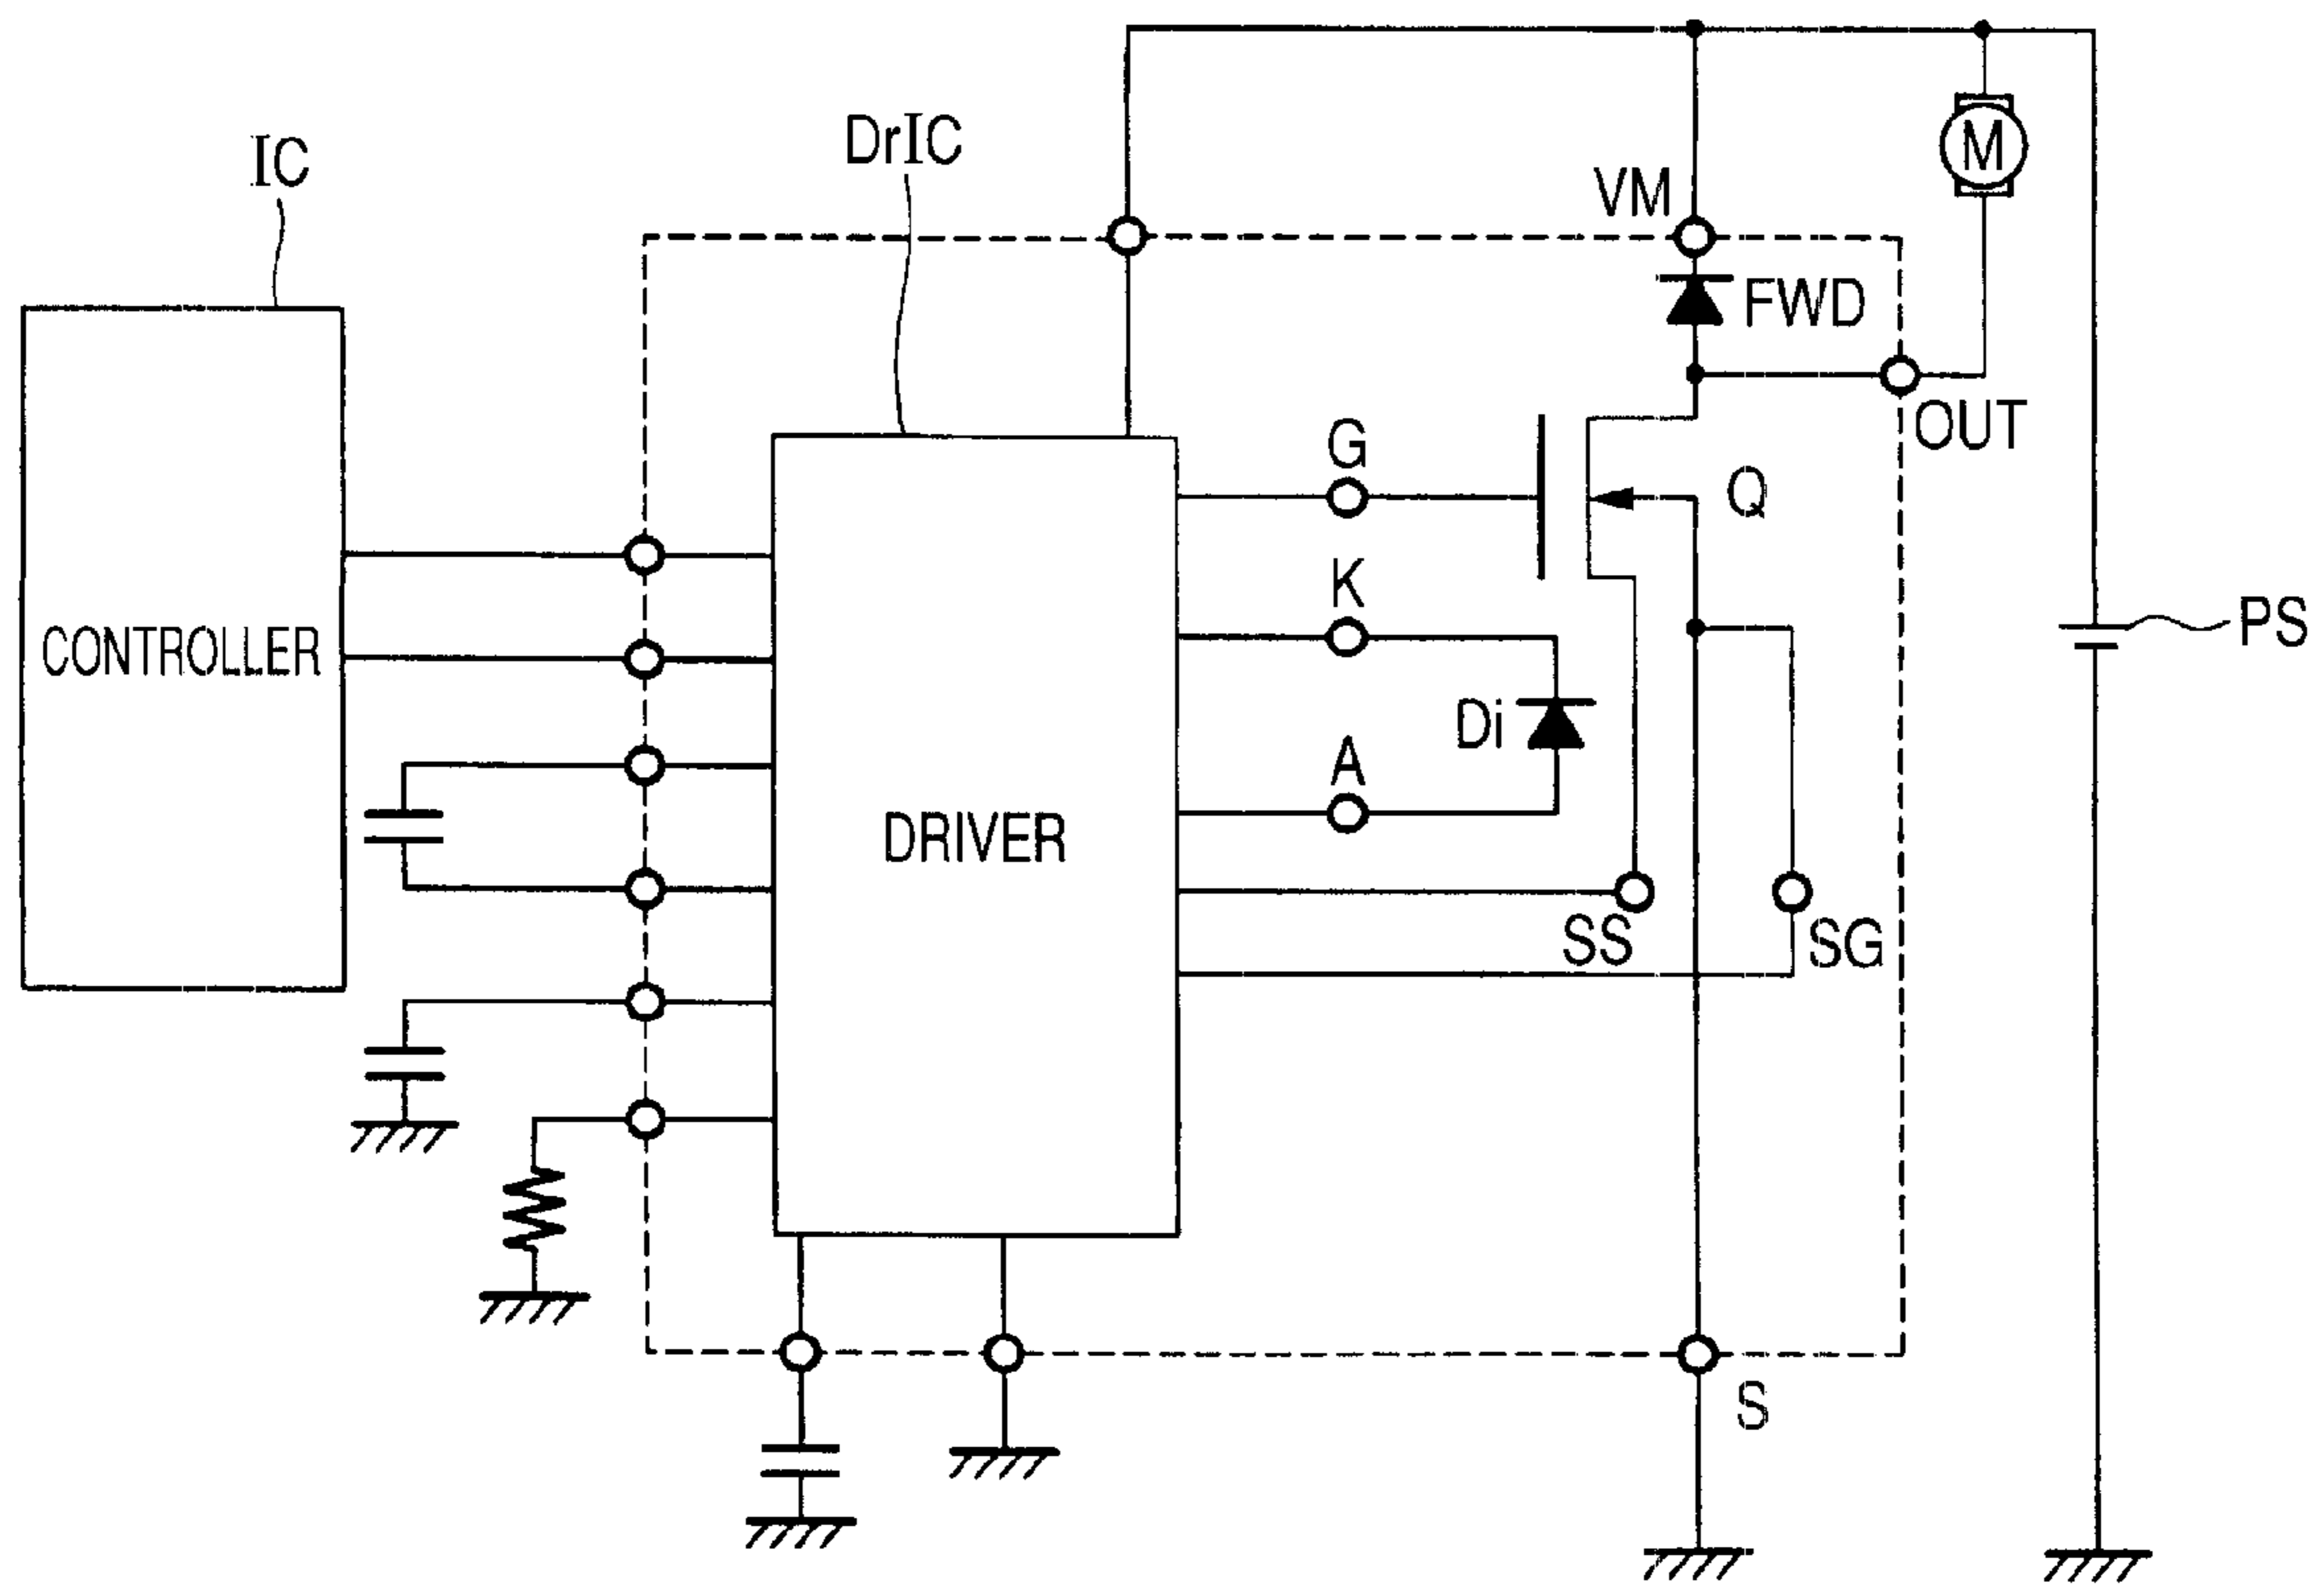 IC
DrIC
M
VM
FWD
OUT
G
Q
K
CONTROLLER
PS
Di
A
DRIVER
SS
SG
S